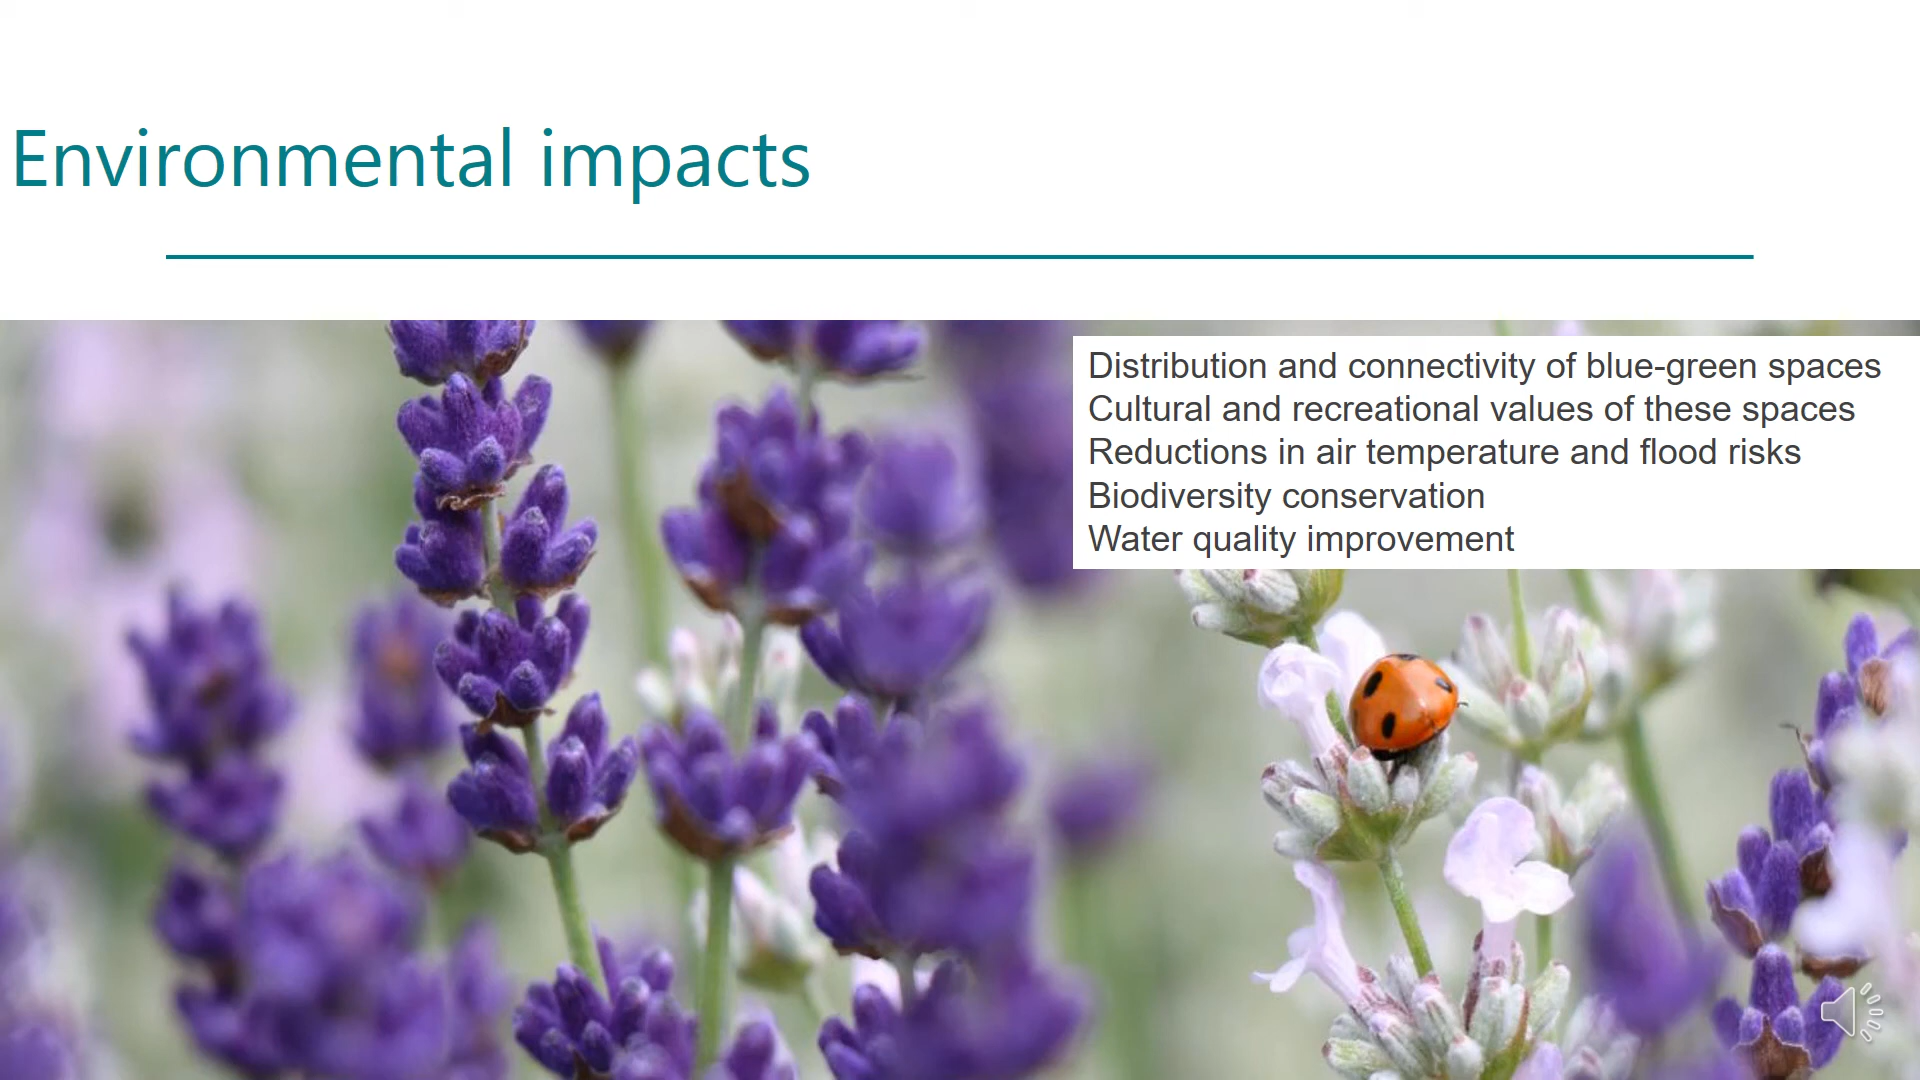 Environmental impacts
Distribution and connectivity of blue-green spaces
Cultural and recreational values of these spaces
Reductions in air temperature and flood risks
Biodiversity conservation
Water quality improvement